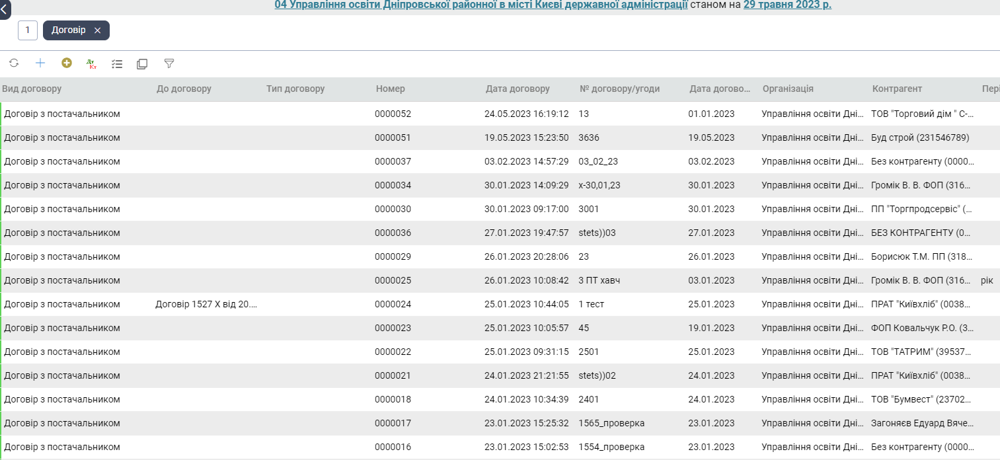 04 Управління освіти Дніпровської районної в місті Києві державної адміністрації станом на 29 травня 2023 р.
1 Договір ×
Дт Кт
Вид договору До договору Тип договору Номер Дата договору № договору/угоди Дата догово... Організація Контрагент Пері
Договір з постачальником 0000052 24.05.2023 16:19:12 13 01.01.2023 Управління освіти Дні... ТОВ "Торговий дім " С-...
Договір з постачальником 0000051 19.05.2023 15:23:50 3636 19.05.2023 Управління освіти Дні... Буд строй (231546789)
Договір з постачальником 0000037 03.02.2023 14:57:29 03_02_23 03.02.2023 Управління освіти Дні... Без контрагенту (0000...
Договір з постачальником 0000034 30.01.2023 14:09:29 х-30,01,23 30.01.2023 Управління освіти Дні... Громік В. В. ФОП (316...
Договір з постачальником 0000030 30.01.2023 09:17:00 3001 30.01.2023 Управління освіти Дні... ПП "Торгпродсервіс" (...
Договір з постачальником 0000036 27.01.2023 19:47:57 stets))03 27.01.2023 Управління освіти Дні... БЕЗ КОНТРАГЕНТУ (0...
Договір з постачальником 0000029 26.01.2023 20:28:06 23 26.01.2023 Управління освіти Дні... Борисюк Т.М. ПП (318...
Договір з постачальником 0000025 26.01.2023 10:08:42 3 ПТ хавч 03.01.2023 Управління освіти Дні... Громік В. В. ФОП (316... рік
Договір з постачальником Договір 1527 Х від 20.... 0000024 25.01.2023 10:44:05 1 тест 25.01.2023 Управління освіти Дні... ПРАТ "Київхліб" (0038...
Договір з постачальником 0000023 25.01.2023 10:05:57 45 19.01.2023 Управління освіти Дні... ФОП Ковальчук Р.О. (3...
Договір з постачальником 0000022 25.01.2023 09:31:15 2501 25.01.2023 Управління освіти Дні... ТОВ "ТАТРИМ" (39537...
Договір з постачальником 0000021 24.01.2023 21:21:55 stets))02 24.01.2023 Управління освіти Дні... ПРАТ "Київхліб" (0038...
Договір з постачальником 0000018 24.01.2023 10:34:39 2401 24.01.2023 Управління освіти Дні... ТОВ "Бумвест" (23702...
Договір з постачальником 0000017 23.01.2023 15:25:32 1565_проверка 23.01.2023 Управління освіти Дні... Загоняєв Едуард Вяче...
Договір з постачальником 0000016 23.01.2023 15:02:53 1554_проверка 23.01.2023 Управління освіти Дні... Без контрагенту (0000...